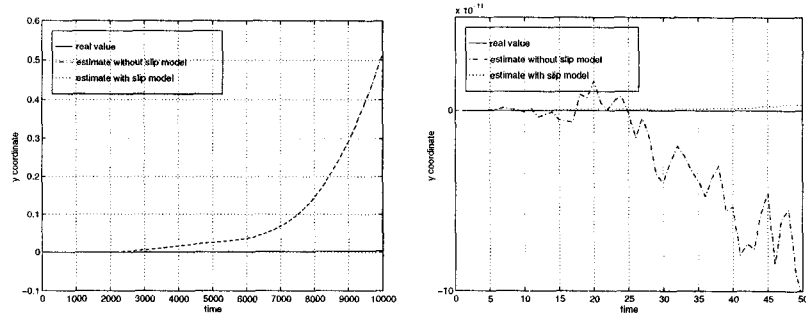 0.6
0.5
0.4
0.3
0.2
0.1
0
-0.1
y coordinate
real value
estimate without slip model
estimate with slip model
0 1000 2000 3000 4000 5000 6000 7000 8000 9000 10000
time
x 10
0
-10
y coordinate
real value
estimate without slip model
estimate with slip model
0 5 10 15 20 25 30 35 40 45 50
time